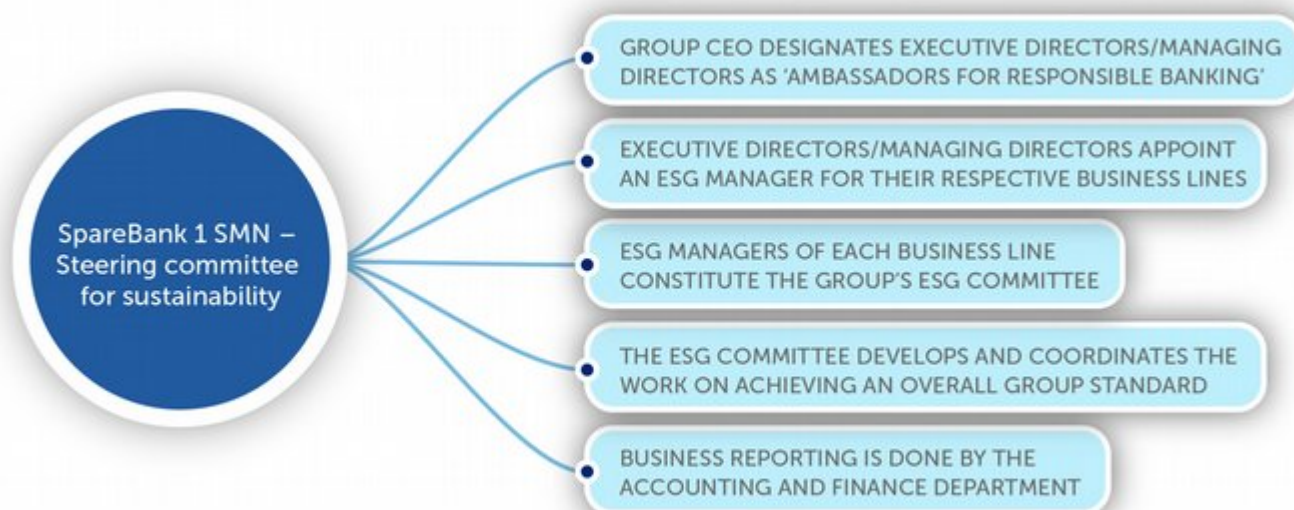 SpareBank 1 SMN –
Steering committee
for sustainability
GROUP CEO DESIGNATES EXECUTIVE DIRECTORS/MANAGING
DIRECTORS AS 'AMBASSADORS FOR RESPONSIBLE BANKING'
EXECUTIVE DIRECTORS/MANAGING DIRECTORS APPOINT
AN ESG MANAGER FOR THEIR RESPECTIVE BUSINESS LINES
ESG MANAGERS OF EACH BUSINESS LINE
CONSTITUTE THE GROUP'S ESG COMMITTEE
THE ESG COMMITTEE DEVELOPS AND COORDINATES THE
WORK ON ACHIEVING AN OVERALL GROUP STANDARD
BUSINESS REPORTING IS DONE BY THE
ACCOUNTING AND FINANCE DEPARTMENT